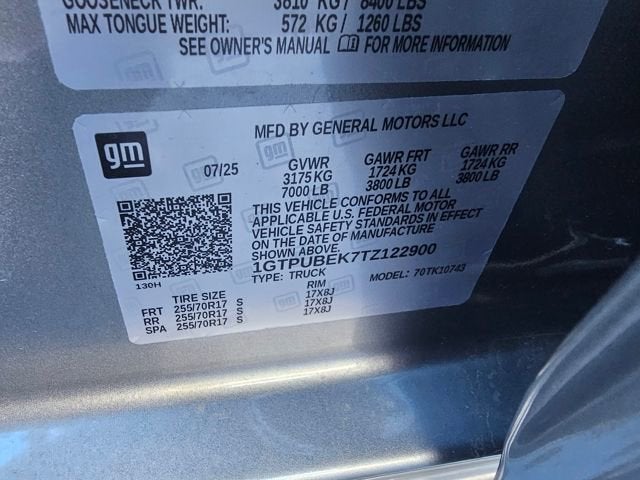 GOOSENECK TWR: 3810 KG/ 8400 LBS
MAX TONGUE WEIGHT: 572 KG/ 1260 LBS
SEE OWNER'S MANUAL FOR MORE INFORMATION
gm
MFD BY GENERAL MOTORS LLC
07/25 GVWR GAWR FRT GAWR RR
3175 KG 1724 KG 1724 KG
7000 LB 3800 LB 3800 LB
THIS VEHICLE CONFORMS TO ALL
APPLICABLE U.S. FEDERAL MOTOR
VEHICLE SAFETY STANDARDS IN EFFECT
ON THE DATE OF MANUFACTURE
1GTPUBEK7TZ122900
TYPE: TRUCK MODEL: 70TK10743
130H
TIRE SIZE RIM
FRT 255/70R17 S 17X8J
RR 255/70R17 S 17X8J
SPA 255/70R17 S 17X8J